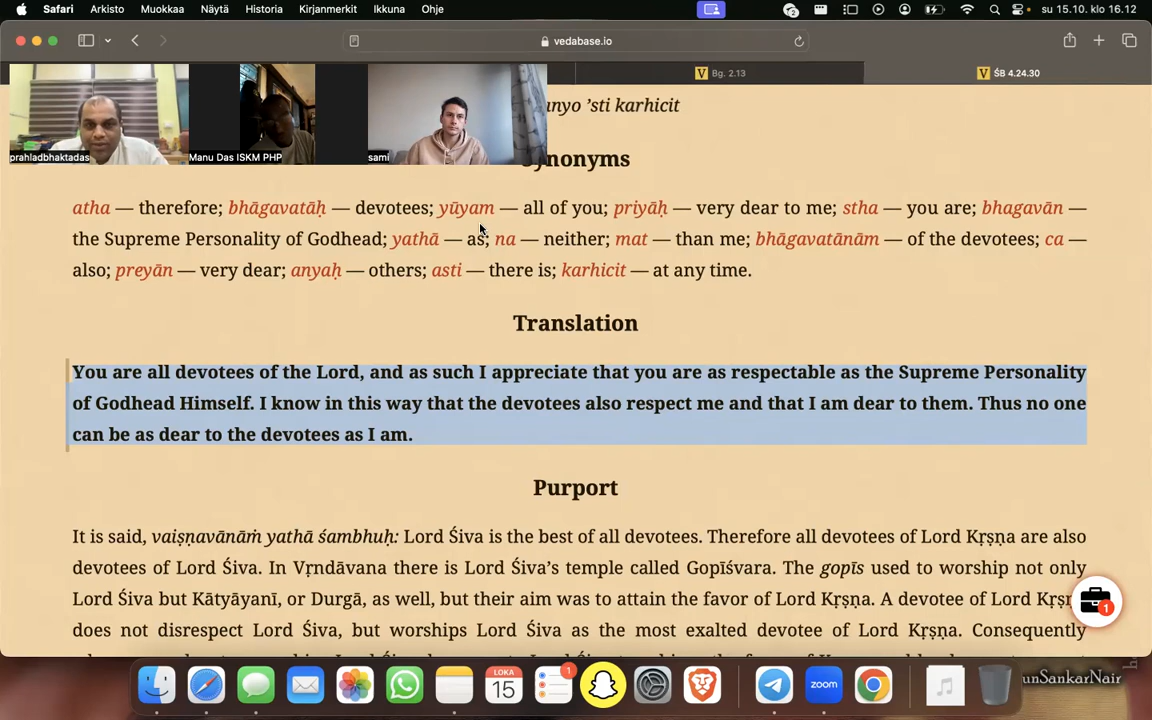 Safari Arkisto Muokkaa Näytä Historia Kirjanmerkit Ikkuna Ohje su 15.10. klo 16.12
vedabase.io
Bg. 2.13 ŚB 4.24.30
prahladbhaktadas Manu Das ISKM PHP sami
anyo ’sti karhicit
Synonyms
atha — therefore; bhāgavatāḥ — devotees; yūyam — all of you; priyāḥ — very dear to me; stha — you are; bhagavān —
the Supreme Personality of Godhead; yathā — as; na — neither; mat — than me; bhāgavatānām — of the devotees; ca —
also; preyān — very dear; anyaḥ — others; asti — there is; karhicit — at any time.
Translation
You are all devotees of the Lord, and as such I appreciate that you are as respectable as the Supreme Personality
of Godhead Himself. I know in this way that the devotees also respect me and that I am dear to them. Thus no one
can be as dear to the devotees as I am.
Purport
It is said, vaiṣṇavānāṁ yathā śambhuḥ: Lord Śiva is the best of all devotees. Therefore all devotees of Lord Kṛṣṇa are also
devotees of Lord Śiva. In Vṛndāvana there is Lord Śiva’s temple called Gopīśvara. The gopīs used to worship not only
Lord Śiva but Kātyāyanī, or Durgā, as well, but their aim was to attain the favor of Lord Kṛṣṇa. A devotee of Lord Kṛṣṇa
does not disrespect Lord Śiva, but worships Lord Śiva as the most exalted devotee of Lord Kṛṣṇa. Consequently
1
LOKA
15
1
zoom
unSankarNair